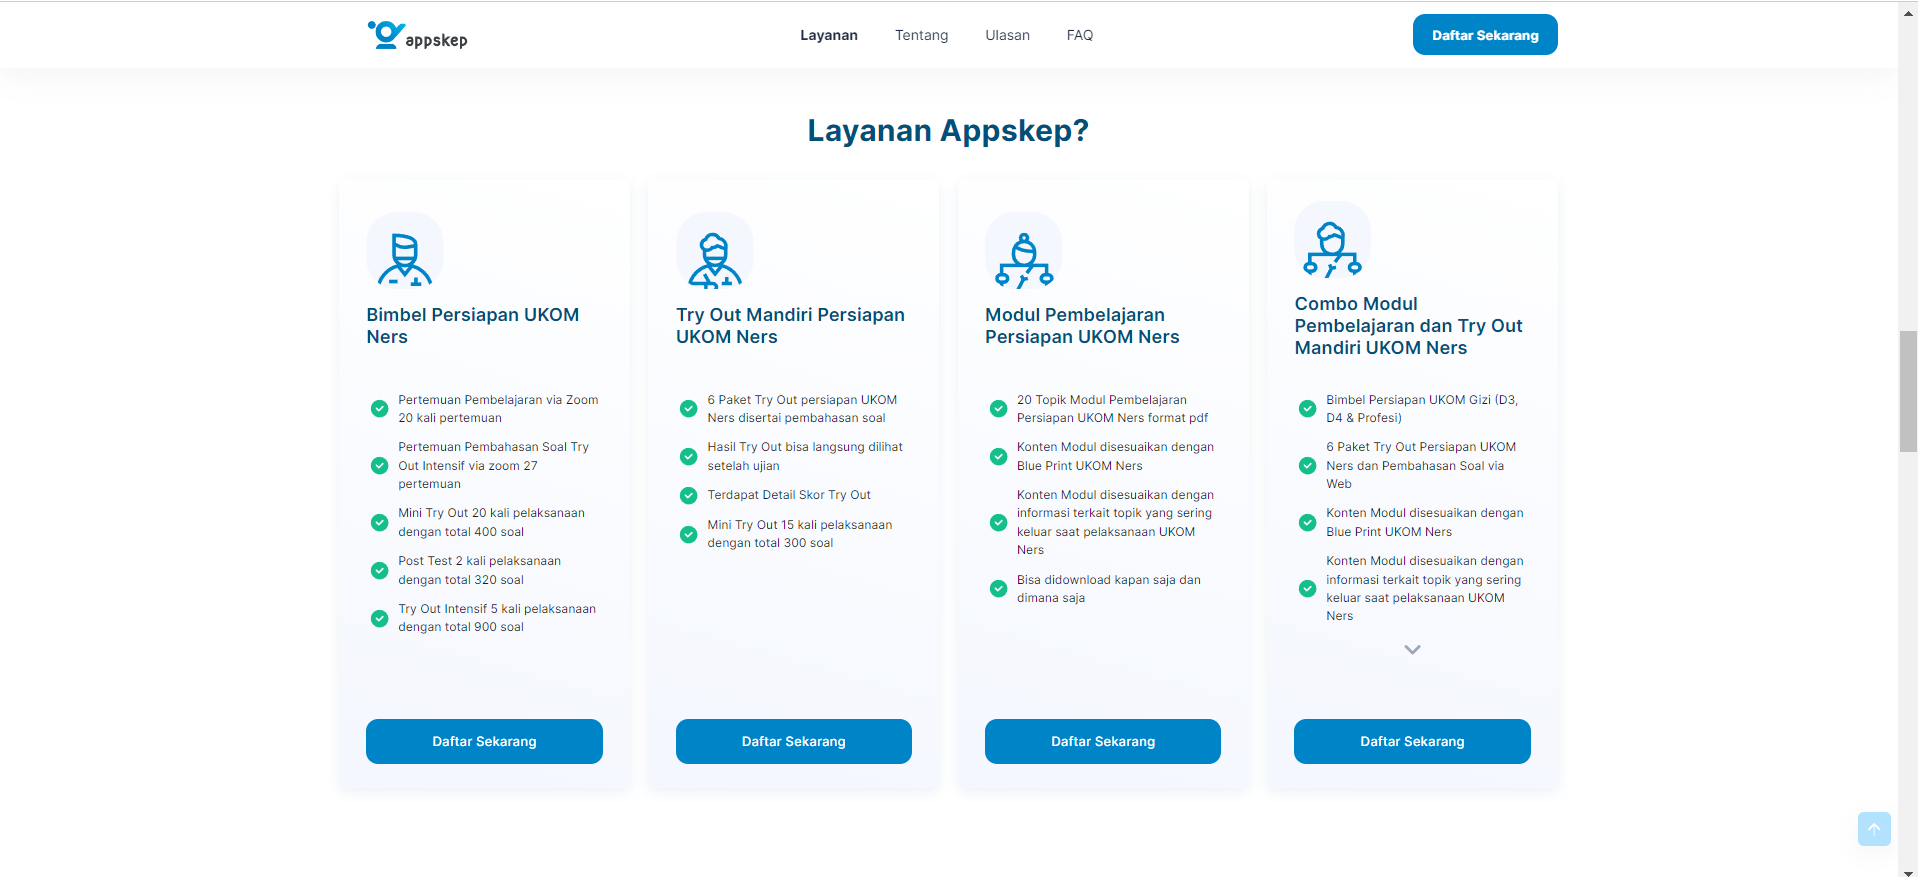 appskep
Layanan
Tentang
Ulasan
FAQ
Daftar Sekarang
Layanan Appskep?
Bimbel Persiapan UKOM
Ners
Pertemuan Pembelajaran via Zoom
20 kali pertemuan
Pertemuan Pembahasan Soal Try
Out Intensif via zoom 27
pertemuan
Mini Try Out 20 kali pelaksanaan
dengan total 400 soal
Post Test 2 kali pelaksanaan
dengan total 320 soal
Try Out Intensif 5 kali pelaksanaan
dengan total 900 soal
Daftar Sekarang
Try Out Mandiri Persiapan
UKOM Ners
6 Paket Try Out persiapan UKOM
Ners disertai pembahasan soal
Hasil Try Out bisa langsung dilihat
setelah ujian
Terdapat Detail Skor Try Out
Mini Try Out 15 kali pelaksanaan
dengan total 300 soal
Daftar Sekarang
Modul Pembelajaran
Persiapan UKOM Ners
20 Topik Modul Pembelajaran
Persiapan UKOM Ners format pdf
Konten Modul disesuaikan dengan
Blue Print UKOM Ners
Konten Modul disesuaikan dengan
informasi terkait topik yang sering
keluar saat pelaksanaan UKOM
Ners
Bisa didownload kapan saja dan
dimana saja
Daftar Sekarang
Combo Modul
Pembelajaran dan Try Out
Mandiri UKOM Ners
Bimbel Persiapan UKOM Gizi (D3,
D4 & Profesi)
6 Paket Try Out Persiapan UKOM
Ners dan Pembahasan Soal via
Web
Konten Modul disesuaikan dengan
Blue Print UKOM Ners
Konten Modul disesuaikan dengan
informasi terkait topik yang sering
keluar saat pelaksanaan UKOM
Ners
Daftar Sekarang